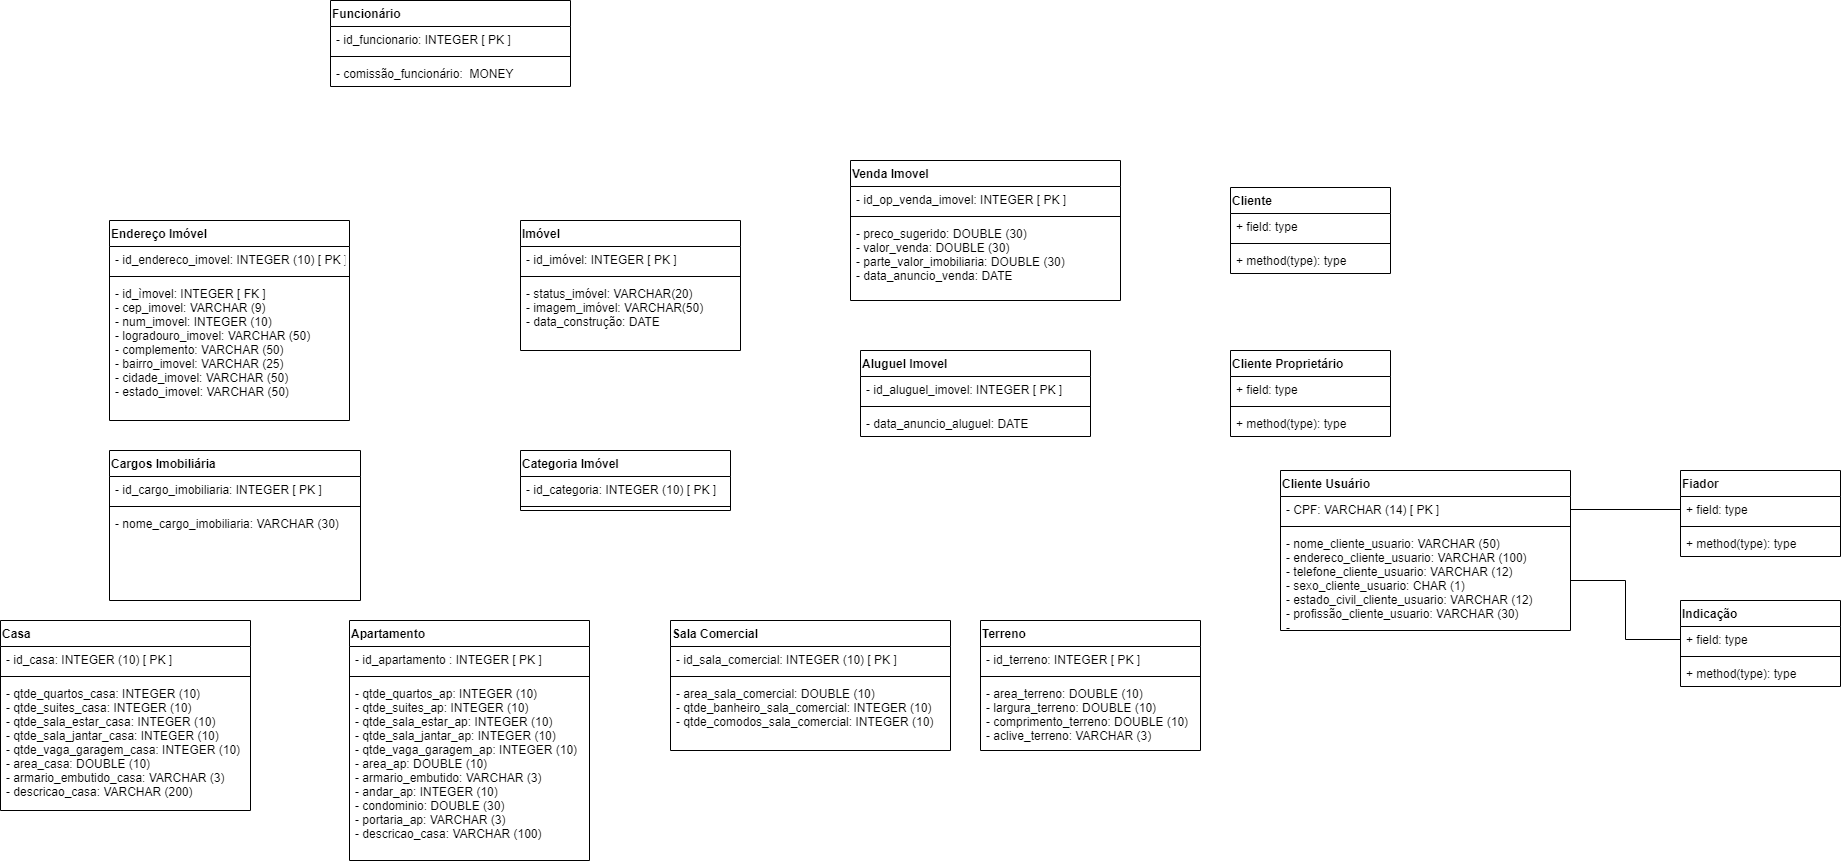 Funcionário
- id_funcionario: INTEGER [ PK ]
- comissão_funcionário:  MONEY
Venda Imovel
- id_op_venda_imovel: INTEGER [ PK ]
- preco_sugerido: DOUBLE (30)
- valor_venda: DOUBLE (30)
- parte_valor_imobiliaria: DOUBLE (30)
- data_anuncio_venda: DATE
Cliente
+ field: type
+ method(type): type
Endereço Imóvel
- id_endereco_imovel: INTEGER (10) [ PK ]
- id_imovel: INTEGER [ FK ]
- cep_imovel: VARCHAR (9)
- num_imovel: INTEGER (10)
- logradouro_imovel: VARCHAR (50)
- complemento: VARCHAR (50)
- bairro_imovel: VARCHAR (25)
- cidade_imovel: VARCHAR (50)
- estado_imovel: VARCHAR (50)
Imóvel
- id_imóvel: INTEGER [ PK ]
- status_imóvel: VARCHAR(20)
- imagem_imóvel: VARCHAR(50)
- data_construção: DATE
Aluguel Imovel
- id_aluguel_imovel: INTEGER [ PK ]
- data_anuncio_aluguel: DATE
Cliente Proprietário
+ field: type
+ method(type): type
Cargos Imobiliária
- id_cargo_imobiliaria: INTEGER [ PK ]
- nome_cargo_imobiliaria: VARCHAR (30)
Categoria Imóvel
- id_categoria: INTEGER (10) [ PK ]
Cliente Usuário
- CPF: VARCHAR (14) [ PK ]
- nome_cliente_usuario: VARCHAR (50)
- endereco_cliente_usuario: VARCHAR (100)
- telefone_cliente_usuario: VARCHAR (12)
- sexo_cliente_usuario: CHAR (1)
- estado_civil_cliente_usuario: VARCHAR (12)
- profissão_cliente_usuario: VARCHAR (30)
-
Fiador
+ field: type
+ method(type): type
Indicação
+ field: type
+ method(type): type
Casa
- id_casa: INTEGER (10) [ PK ]
- qtde_quartos_casa: INTEGER (10)
- qtde_suites_casa: INTEGER (10)
- qtde_sala_estar_casa: INTEGER (10)
- qtde_sala_jantar_casa: INTEGER (10)
- qtde_vaga_garagem_casa: INTEGER (10)
- area_casa: DOUBLE (10)
- armario_embutido_casa: VARCHAR (3)
- descricao_casa: VARCHAR (200)
Apartamento
- id_apartamento : INTEGER [ PK ]
- qtde_quartos_ap: INTEGER (10)
- qtde_suites_ap: INTEGER (10)
- qtde_sala_estar_ap: INTEGER (10)
- qtde_sala_jantar_ap: INTEGER (10)
- qtde_vaga_garagem_ap: INTEGER (10)
- area_ap: DOUBLE (10)
- armario_embutido: VARCHAR (3)
- andar_ap: INTEGER (10)
- condominio: DOUBLE (30)
- portaria_ap: VARCHAR (3)
- descricao_casa: VARCHAR (100)
Sala Comercial
- id_sala_comercial: INTEGER (10) [ PK ]
- area_sala_comercial: DOUBLE (10)
- qtde_banheiro_sala_comercial: INTEGER (10)
- qtde_comodos_sala_comercial: INTEGER (10)
Terreno
- id_terreno: INTEGER [ PK ]
- area_terreno: DOUBLE (10)
- largura_terreno: DOUBLE (10)
- comprimento_terreno: DOUBLE (10)
- aclive_terreno: VARCHAR (3)